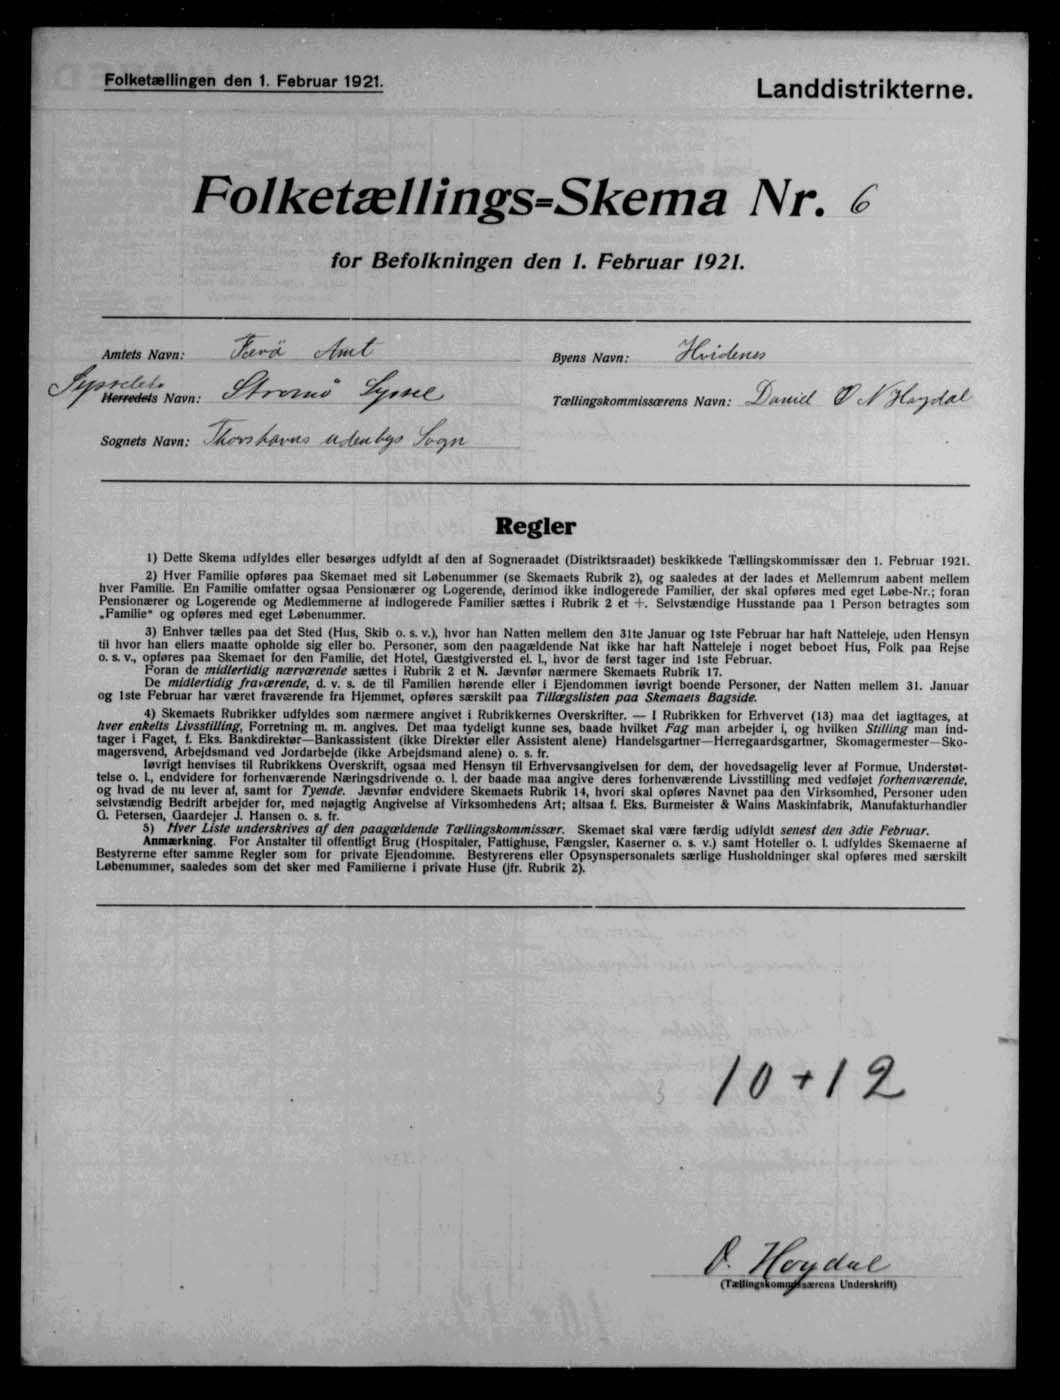 Folketællingen den 1. Februar 1921.
Landdistrikterne.
Folketællings=Skema Nr. 6
for Befolkningen den 1. Februar 1921.
Amtets Navn: Færö Amt
Byens Navn: Hvidenes
Sysselets
Herredets Navn: Strømø Syssel
Tællingskommissærens Navn: Daniel O N Høydal
Sognets Navn: Thorshavns udenbys Sogn
Regler
1) Dette Skema udfyldes eller besørges udfyldt af den af Sogneraadet (Distriktsraadet) beskikkede Tællingskommissær den 1. Februar 1921.
2) Hver Familie opføres paa Skemaet med sit Løbenummer (se Skemaets Rubrik 2), og saaledes at der lades et Mellemrum aabent mellem
hver Familie. En Familie omfatter ogsaa Pensionærer og Logerende, derimod ikke indlogerede Familier, der skal opføres med eget Løbe-Nr.; foran
Pensionærer og Logerende og Medlemmerne af indlogerede Familier sættes i Rubrik 2 et +. Selvstændige Husstande paa 1 Person betragtes som
„Familie" og opføres med eget Løbenummer.
3) Enhver tælles paa det Sted (Hus, Skib o. s. v.), hvor han Natten mellem den 31te Januar og 1ste Februar har haft Natteleje, uden Hensyn
til hvor han ellers maatte opholde sig eller bo. Personer, som den paagældende Nat ikke har haft Natteleje i noget beboet Hus, Folk paa Rejse
o. s. v., opføres paa Skemaet for den Familie, det Hotel, Gæstgiversted el. l., hvor de først tager ind 1ste Februar.
Foran de midlertidig nærværende sættes i Rubrik 2 et N. Jævnfør nærmere Skemaets Rubrik 17.
De midlertidig fraværende, d. v. s. de til Familien hørende eller i Ejendommen iøvrigt boende Personer, der Natten mellem 31. Januar
og 1ste Februar har været fraværende fra Hjemmet, opføres særskilt paa Tillægslisten paa Skemaets Bagside.
4) Skemaets Rubrikker udfyldes som nærmere angivet i Rubrikkernes Overskrifter. — I Rubrikken for Erhvervet (13) maa det iagttages, at
hver enkelts Livsstilling, Forretning m. m. angives. Det maa tydeligt kunne ses, baade hvilket Fag man arbejder i, og hvilken Stilling man ind-
tager i Faget, f. Eks. Bankdirektør—Bankassistent (ikke Direktør eller Assistent alene) Handelsgartner—Herregaardsgartner, Skomagermester—Sko-
magersvend, Arbejdsmand ved Jordarbejde (ikke Arbejdsmand alene) o. s. fr.
Iøvrigt henvises til Rubrikkens Overskrift, ogsaa med Hensyn til Erhvervsangivelsen for dem, der hovedsagelig lever af Formue, Understøt-
telse o. l., endvidere for forhenværende Næringsdrivende o. l. der baade maa angive deres forhenværende Livsstilling med vedføjet forhenværende,
og hvad de nu lever af, samt for Tyende. Jævnfør endvidere Skemaets Rubrik 14, hvori skal opføres Navnet paa den Virksomhed, Personer uden
selvstændig Bedrift arbejder for, med nøjagtig Angivelse af Virksomhedens Art; altsaa f. Eks. Burmeister & Wains Maskinfabrik, Manufakturhandler
G. Petersen, Gaardejer J. Hansen o. s. fr.
5) Hver Liste underskrives af den paagældende Tællingskommissær. Skemaet skal være færdig udfyldt senest den 3die Februar.
Anmærkning. For Anstalter til offentligt Brug (Hospitaler, Fattighuse, Fængsler, Kaserner o. s. v.) samt Hoteller o. l. udfyldes Skemaerne af
Bestyrerne efter samme Regler som for private Ejendomme. Bestyrerens eller Opsynspersonalets særlige Husholdninger skal opføres med særskilt
Løbenummer, saaledes som det sker med Familierne i private Huse (jfr. Rubrik 2).
10+12
O. Høydal
(Tællingskommissærens Underskrift)